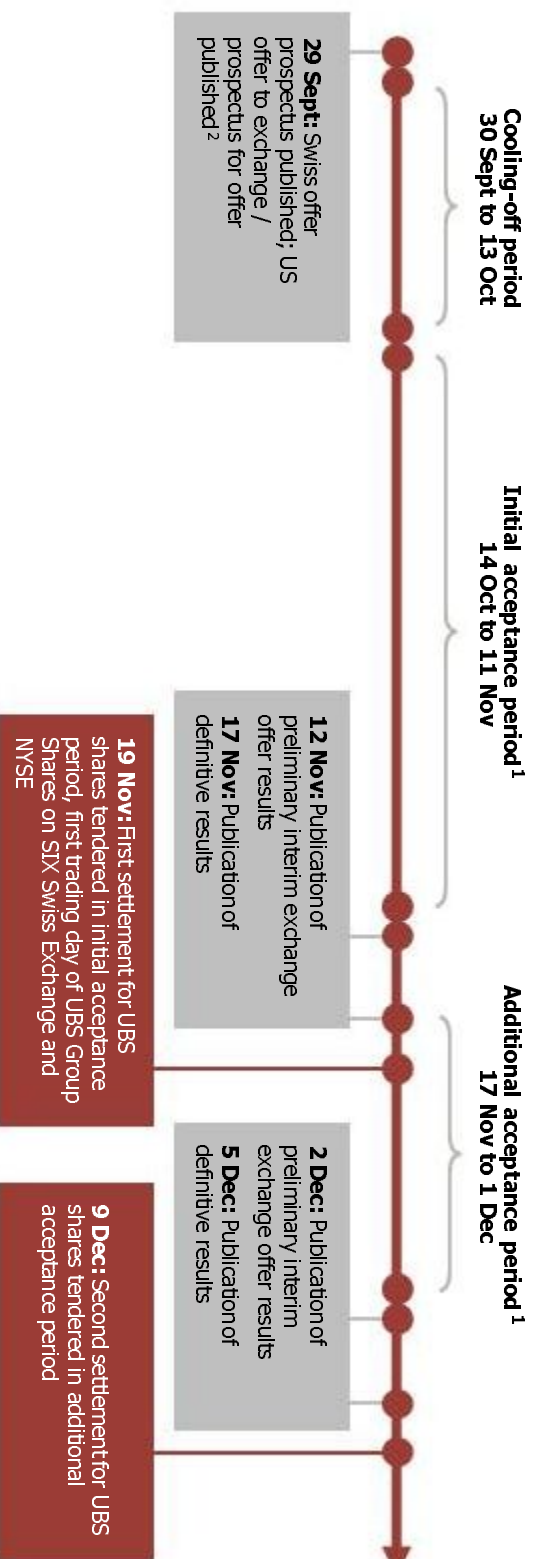 Cooling-off period
30 Sept to 13 Oct
Initial acceptance period¹
14 Oct to 11 Nov
Additional acceptance period¹
17 Nov to 1 Dec
29 Sept: Swiss offer
prospectus published; US
offer to exchange /
prospectus for offer
published²
12 Nov: Publication of
preliminary interim exchange
offer results
17 Nov: Publication of
definitive results
2 Dec: Publication of
preliminary interim
exchange offer results
5 Dec: Publication of
definitive results
19 Nov: First settlement for UBS
shares tendered in initial acceptance
period, first trading day of UBS Group
Shares on SIX Swiss Exchange and
NYSE
9 Dec: Second settlement for UBS
shares tendered in additional
acceptance period